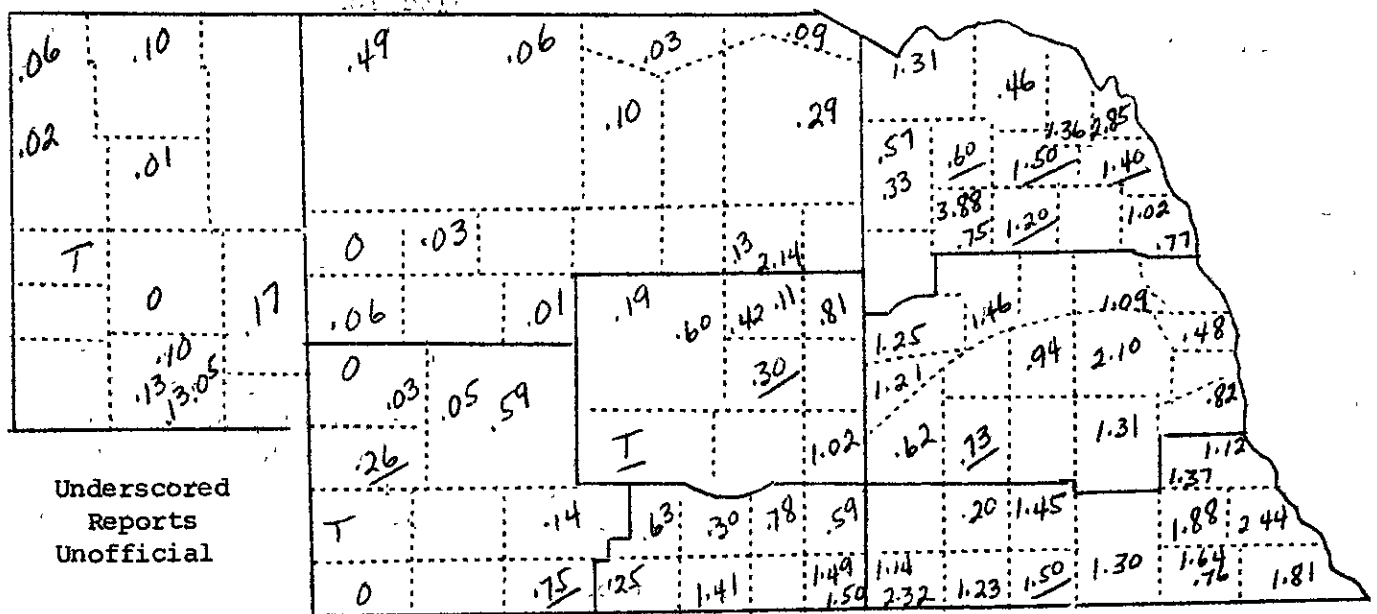 .06 .10 .49 .06 .03 .09 1.31
.46
.02 .10 .29 1.36 2.85
.01 .57 .60 1.50 1.40
.33
3.88 1.02
.75 1.20 .77
T 0 .03 .13 2.14
0 .17 .06 .01 .19 .60 .42 .11 .81 1.25 1.46 1.09
.48
.10 0 .30 1.21 .94 2.10
.13 .13 .05 .03 .05 .59 .82
.26 T 1.02 .62 .73 1.31 1.12
1.37
Underscored
Reports
Unofficial
T .14 .63 .30 .78 .59 .20 1.45 1.88 2.44
0 .75 .25 1.41 1.49 1.14 1.23 1.50 1.30 1.64 1.81
1.50 2.32 .76